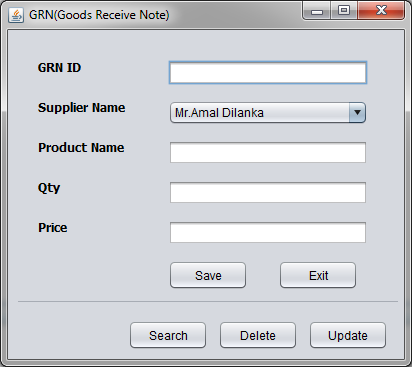 GRN(Goods Receive Note)
GRN ID
Supplier Name Mr.Amal Dilanka
Product Name
Qty
Price
Save Exit
Search Delete Update